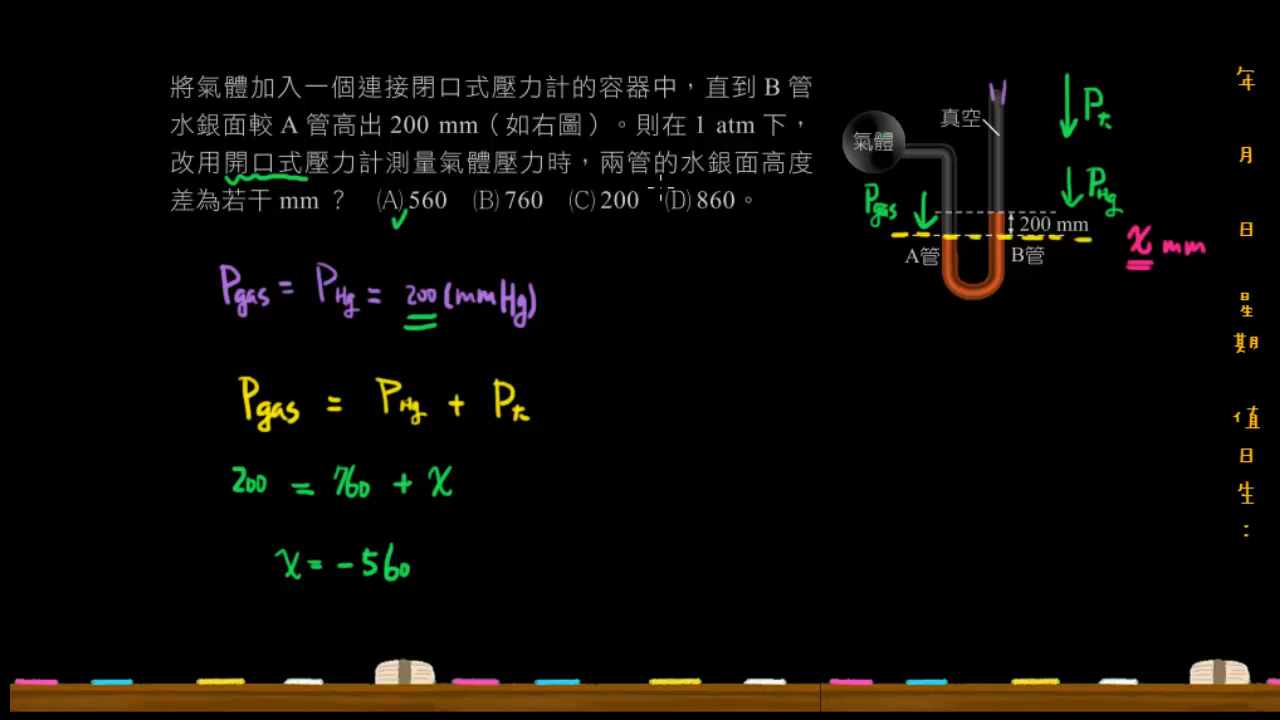 將氣體加入一個連接閉口式壓力計的容器中，直到 B 管
水銀面較 A 管高出 200 mm（如右圖）。則在 1 atm 下，
改用開口式壓力計測量氣體壓力時，兩管的水銀面高度
差為若干 mm ？ (A) 560 (B) 760 (C) 200 (D) 860。
氣體
真空
P大
PHg
Pgas
200 mm
x mm
A管
B管
Pgas = PHg = 200 (mmHg)
Pgas = PHg + P大
200 = 760 + x
x = -560
年
月
日
星
期
值
日
生
：